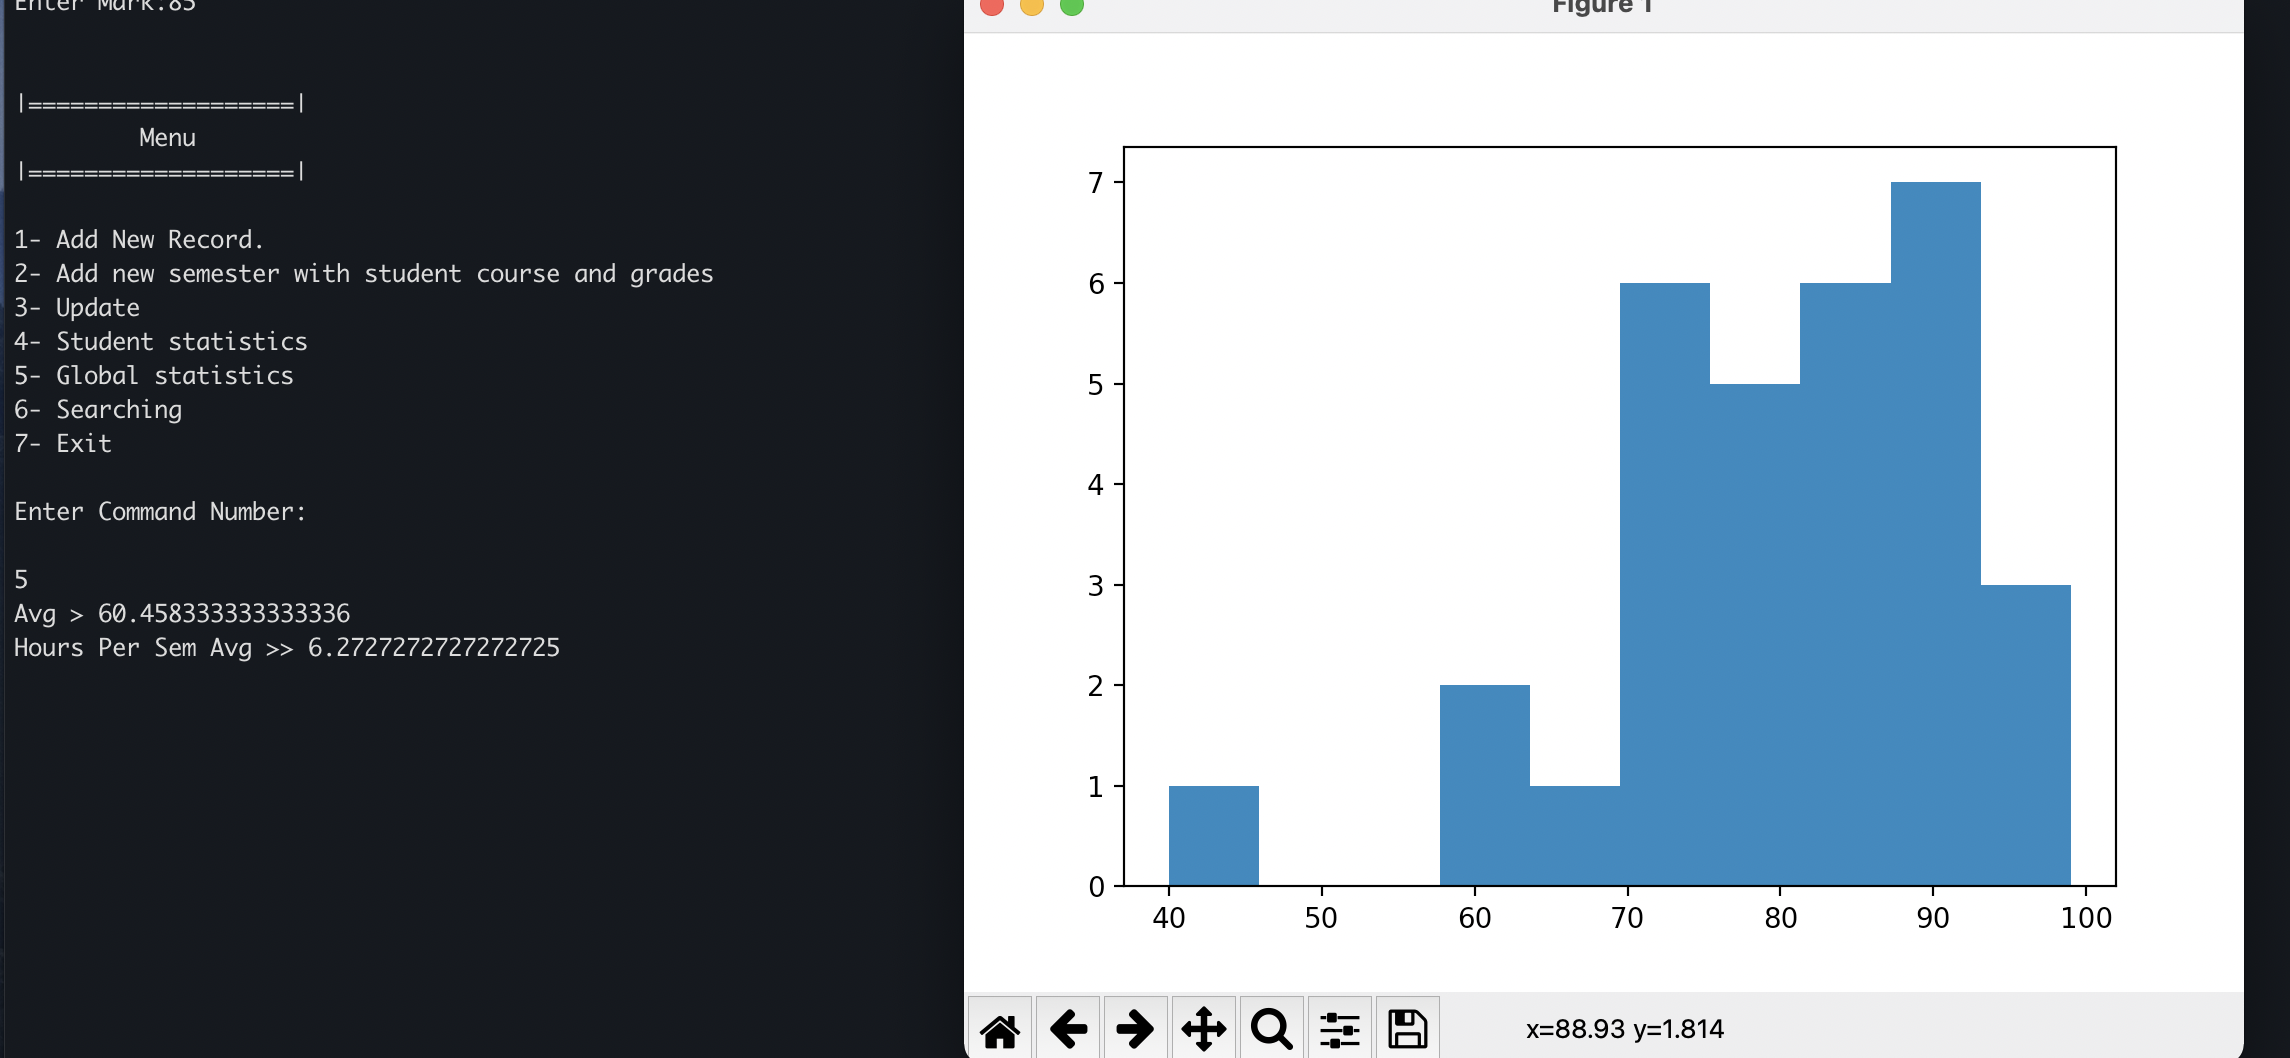 Enter Mark:85
|===================|
Menu
|===================|
1- Add New Record.
2- Add new semester with student course and grades
3- Update
4- Student statistics
5- Global statistics
6- Searching
7- Exit
Enter Command Number:
5
Avg > 60.458333333333336
Hours Per Sem Avg >> 6.2727272727272725
Figure 1
7
6
5
4
3
2
1
0
40 50 60 70 80 90 100
x=88.93 y=1.814